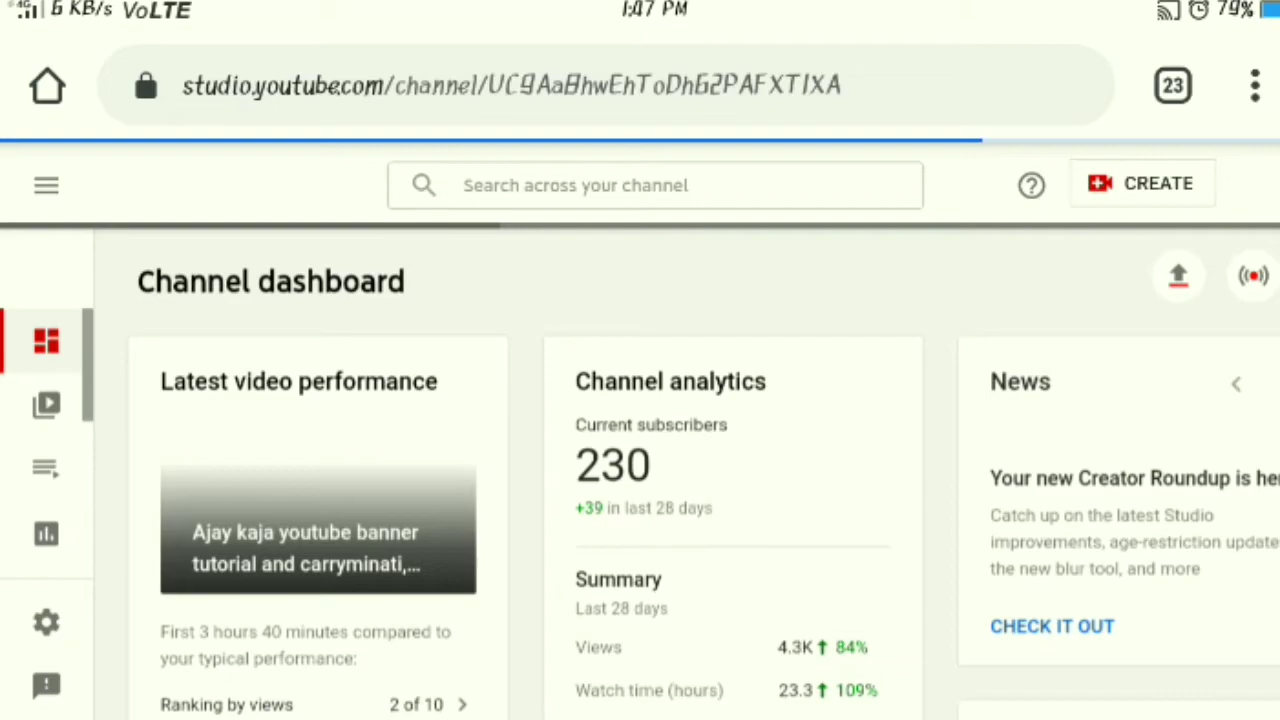 4G 6 KB/s VoLTE 1:47 PM 79%
studio.youtube.com/channel/UC9Aa8hwEhToDh62PAFXTIXA 23
Search across your channel CREATE
Channel dashboard
Latest video performance
Ajay kaja youtube banner
tutorial and carryminati,...
First 3 hours 40 minutes compared to
your typical performance:
Ranking by views 2 of 10
Channel analytics
Current subscribers
230
+39 in last 28 days
Summary
Last 28 days
Views 4.3K 84%
Watch time (hours) 23.3 109%
News
Your new Creator Roundup is he
Catch up on the latest Studio
improvements, age-restriction update
the new blur tool, and more
CHECK IT OUT